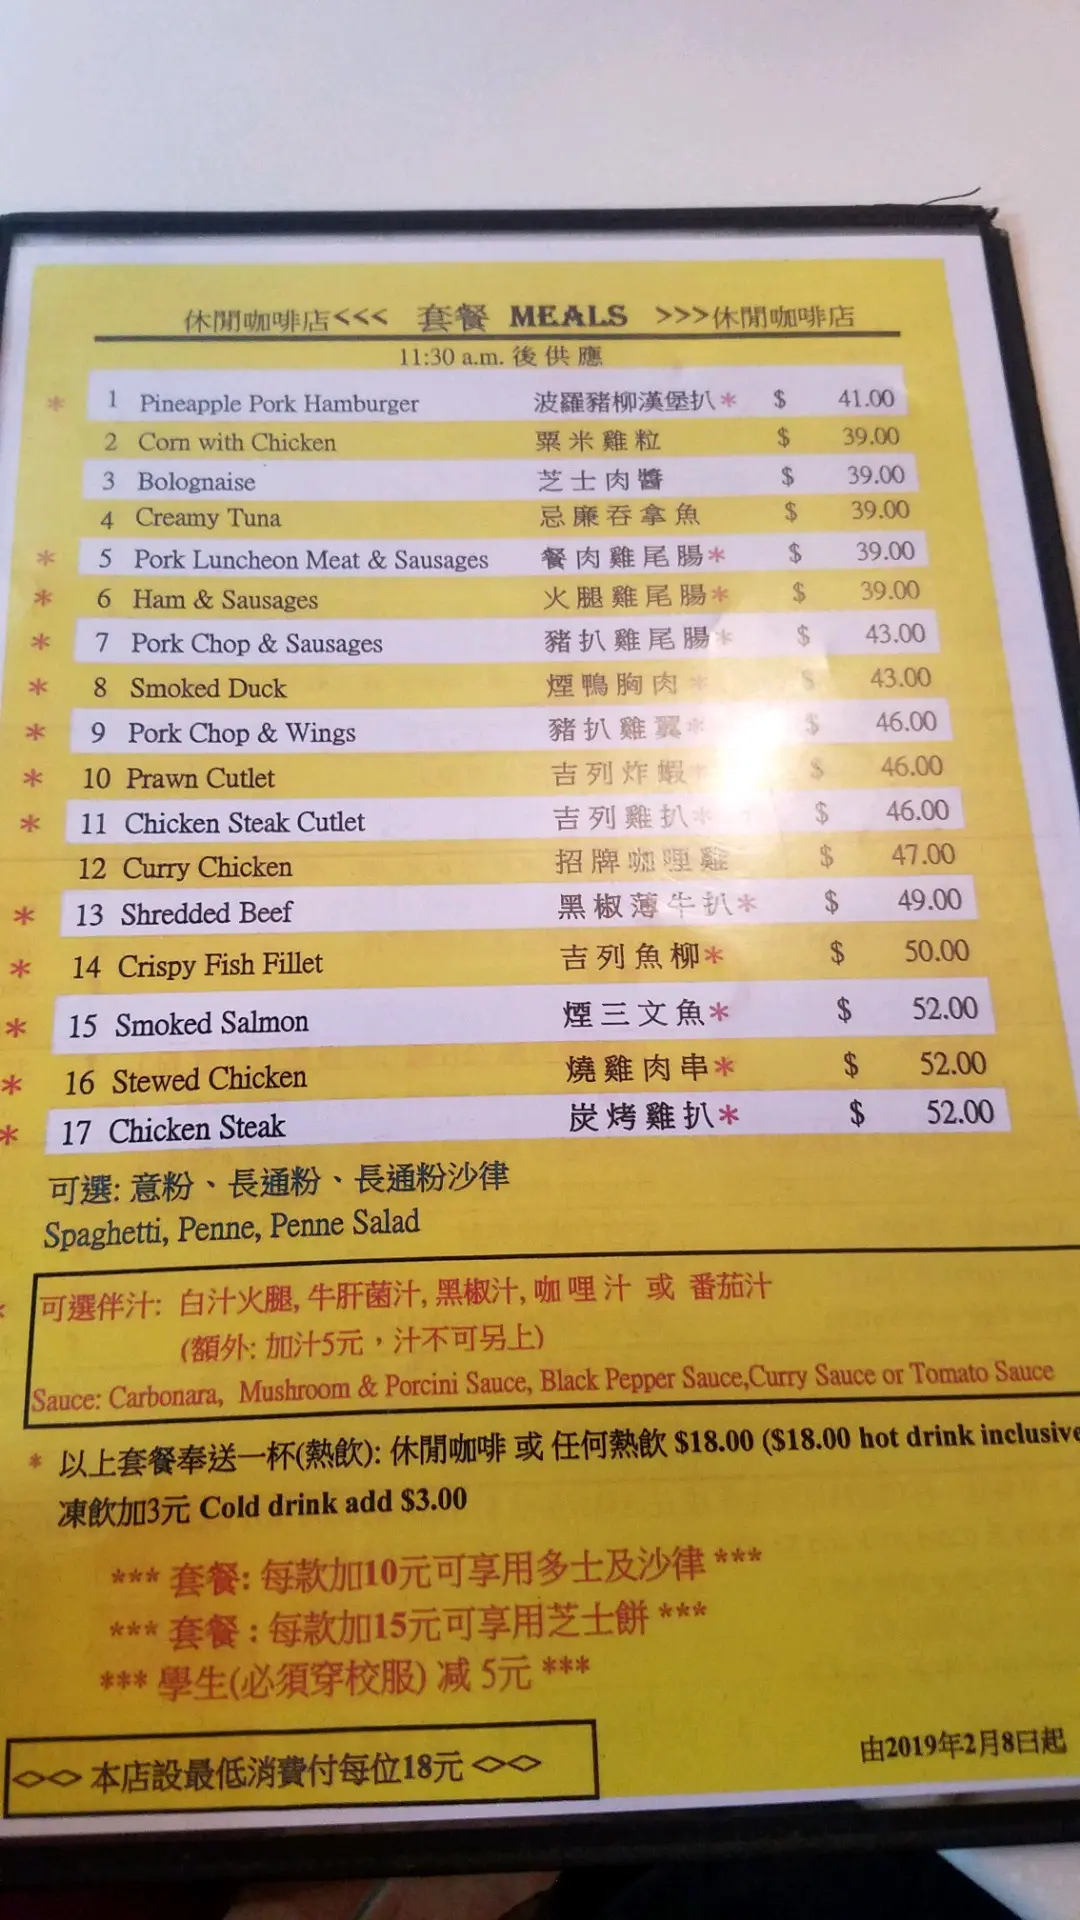 休閒咖啡店<<< 套餐 MEALS >>>休閒咖啡店
11:30 a.m. 後供應
* 1 Pineapple Pork Hamburger 波羅豬柳漢堡扒* $ 41.00
2 Corn with Chicken 粟米雞粒 $ 39.00
3 Bolognaise 芝士肉醬 $ 39.00
4 Creamy Tuna 忌廉吞拿魚 $ 39.00
* 5 Pork Luncheon Meat & Sausages 餐肉雞尾腸* $ 39.00
* 6 Ham & Sausages 火腿雞尾腸* $ 39.00
* 7 Pork Chop & Sausages 豬扒雞尾腸* $ 43.00
* 8 Smoked Duck 煙鴨胸肉* $ 43.00
* 9 Pork Chop & Wings 豬扒雞翼* $ 46.00
* 10 Prawn Cutlet 吉列炸蝦* $ 46.00
* 11 Chicken Steak Cutlet 吉列雞扒* $ 46.00
12 Curry Chicken 招牌咖喱雞 $ 47.00
* 13 Shredded Beef 黑椒薄牛扒* $ 49.00
* 14 Crispy Fish Fillet 吉列魚柳* $ 50.00
* 15 Smoked Salmon 煙三文魚* $ 52.00
* 16 Stewed Chicken 燒雞肉串* $ 52.00
* 17 Chicken Steak 炭烤雞扒* $ 52.00
可選: 意粉、長通粉、長通粉沙律
Spaghetti, Penne, Penne Salad
* 可選伴汁: 白汁火腿, 牛肝菌汁, 黑椒汁, 咖哩汁 或 番茄汁
(額外: 加汁5元，汁不可另上)
Sauce: Carbonara, Mushroom & Porcini Sauce, Black Pepper Sauce,Curry Sauce or Tomato Sauce
* 以上套餐奉送一杯(熱飲): 休閒咖啡 或 任何熱飲 $18.00 ($18.00 hot drink inclusive
凍飲加3元 Cold drink add $3.00
*** 套餐: 每款加10元可享用多士及沙律 ***
*** 套餐 : 每款加15元可享用芝士餅 ***
*** 學生(必須穿校服) 减 5元 ***
◇◇ 本店設最低消費付每位18元 ◇◇
由2019年2月8日起